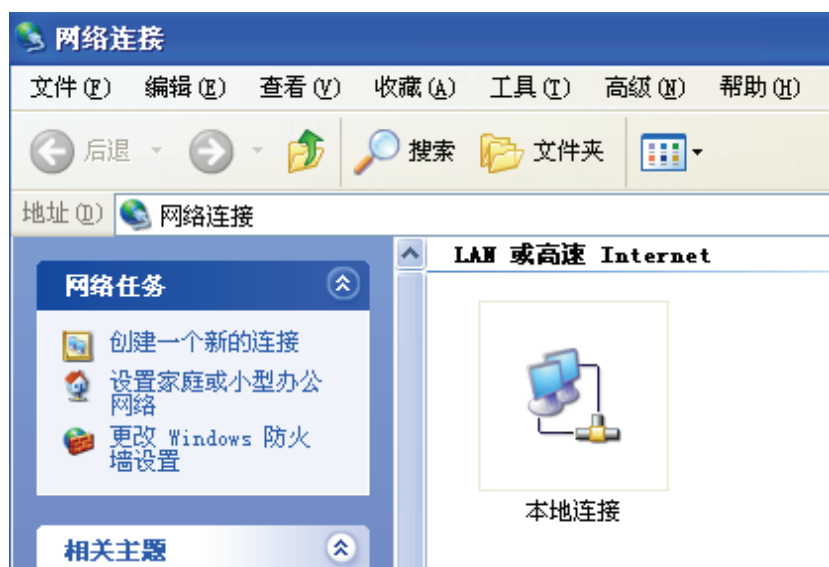 网络连接
文件(F) 编辑(E) 查看(V) 收藏(A) 工具(T) 高级(N) 帮助(H)
后退 搜索 文件夹
地址(D) 网络连接
LAN 或高速 Internet
网络任务
创建一个新的连接
设置家庭或小型办公
网络
更改 Windows 防火
墙设置
本地连接
相关主题